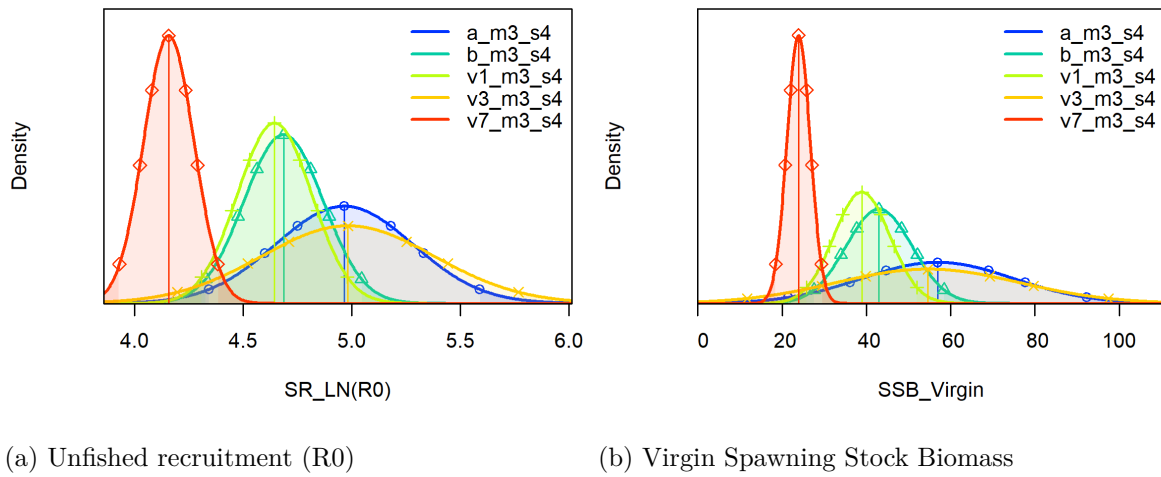 Density
a_m3_s4
b_m3_s4
v1_m3_s4
v3_m3_s4
v7_m3_s4
4.0 4.5 5.0 5.5 6.0
SR_LN(R0)
Density
a_m3_s4
b_m3_s4
v1_m3_s4
v3_m3_s4
v7_m3_s4
0 20 40 60 80 100
SSB_Virgin
(a) Unfished recruitment (R0)
(b) Virgin Spawning Stock Biomass